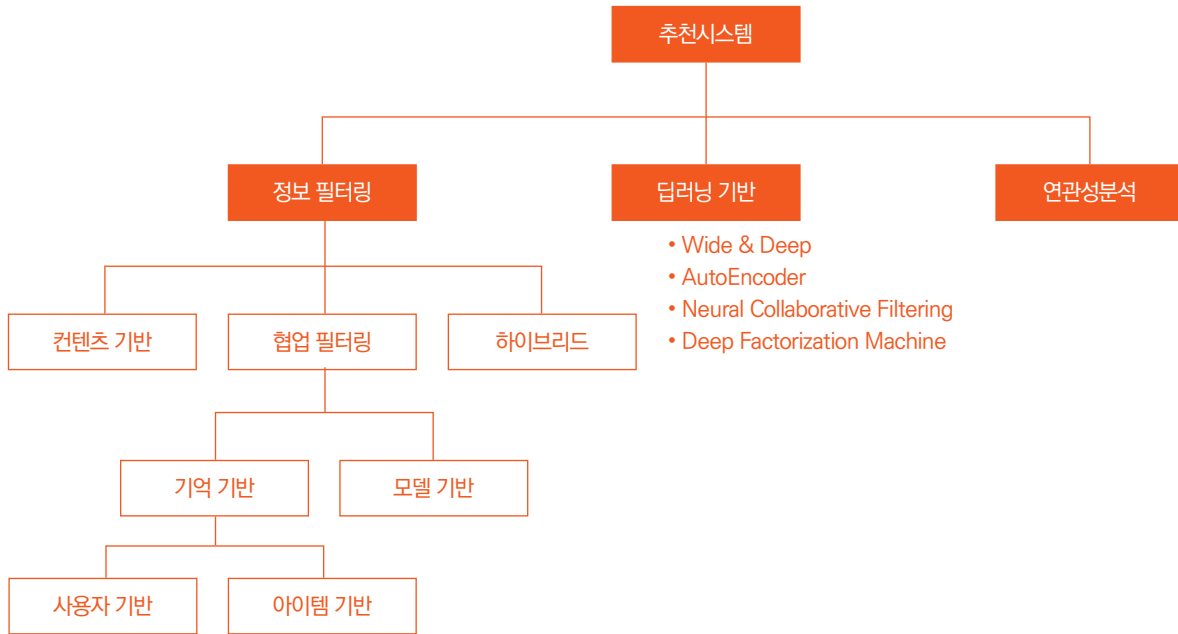 추천시스템
정보 필터링
딥러닝 기반
연관성분석
• Wide & Deep
• AutoEncoder
• Neural Collaborative Filtering
• Deep Factorization Machine
컨텐츠 기반
협업 필터링
하이브리드
기억 기반
모델 기반
사용자 기반
아이템 기반